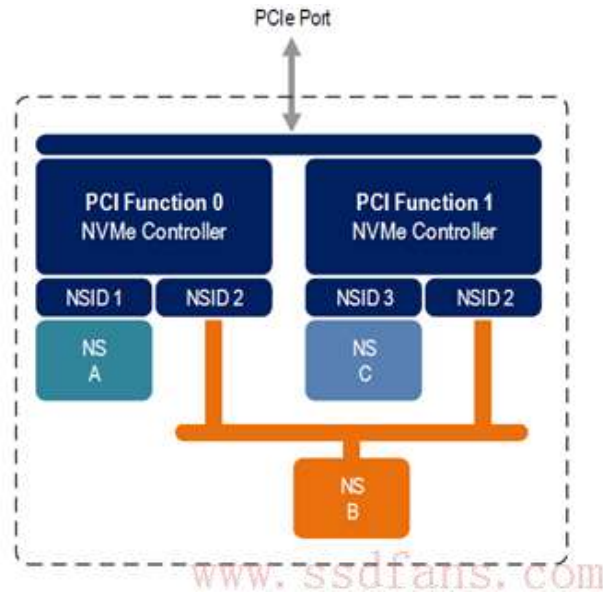 PCIe Port
PCI Function 0
NVMe Controller
PCI Function 1
NVMe Controller
NSID 1
NSID 2
NSID 3
NSID 2
NS
A
NS
C
NS
B
www.ssdfans.com